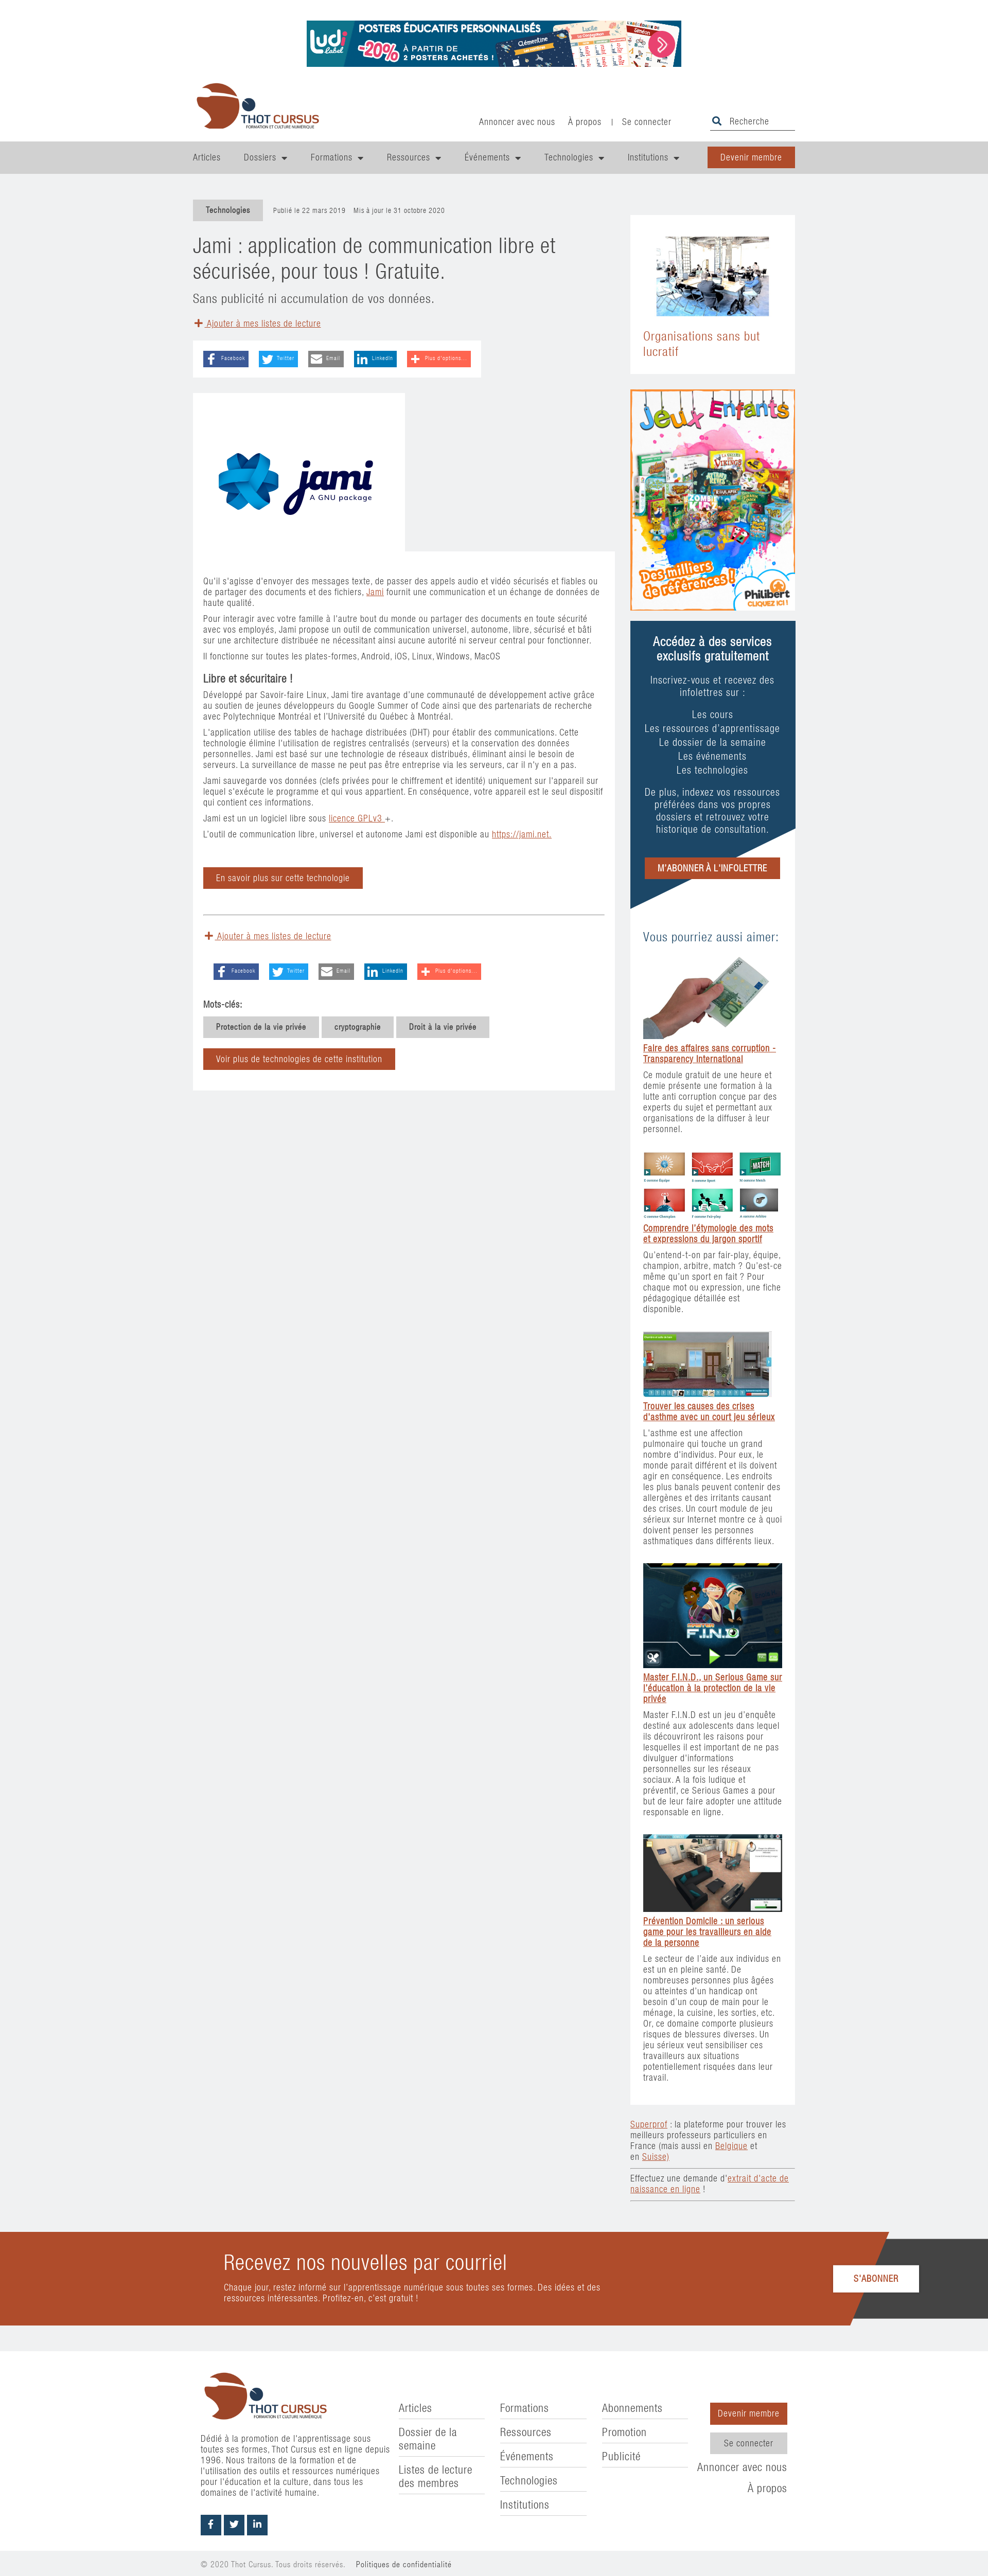 Ludi
label
POSTERS ÉDUCATIFS PERSONNALISÉS
-20%
À PARTIR DE
2 POSTERS ACHETÉS !
THOT CURSUS
FORMATION ET CULTURE NUMÉRIQUE
Annoncer avec nous À propos | Se connecter
Recherche
Articles Dossiers Formations Ressources Événements Technologies Institutions Devenir membre
Technologies Publié le 22 mars 2019 Mis à jour le 31 octobre 2020
Jami : application de communication libre et
sécurisée, pour tous ! Gratuite.
Sans publicité ni accumulation de vos données.
Ajouter à mes listes de lecture
Facebook Twitter Email LinkedIn Plus d'options...
jami
A GNU package
Qu'il s'agisse d'envoyer des messages texte, de passer des appels audio et vidéo sécurisés et fiables ou
de partager des documents et des fichiers, Jami fournit une communication et un échange de données de
haute qualité.
Pour interagir avec votre famille à l'autre bout du monde ou partager des documents en toute sécurité
avec vos employés, Jami propose un outil de communication universel, autonome, libre, sécurisé et bâti
sur une architecture distribuée ne nécessitant ainsi aucune autorité ni serveur central pour fonctionner.
Il fonctionne sur toutes les plates-formes, Android, iOS, Linux, Windows, MacOS
Libre et sécuritaire !
Développé par Savoir-faire Linux, Jami tire avantage d'une communauté de développement active grâce
au soutien de jeunes développeurs du Google Summer of Code ainsi que des partenariats de recherche
avec Polytechnique Montréal et l'Université du Québec à Montréal.
L'application utilise des tables de hachage distribuées (DHT) pour établir des communications. Cette
technologie élimine l'utilisation de registres centralisés (serveurs) et la conservation des données
personnelles. Jami est basé sur une technologie de réseaux distribués, éliminant ainsi le besoin de
serveurs. La surveillance de masse ne peut pas être entreprise via les serveurs, car il n'y en a pas.
Jami sauvegarde vos données (clefs privées pour le chiffrement et identité) uniquement sur l'appareil sur
lequel s'exécute le programme et qui vous appartient. En conséquence, votre appareil est le seul dispositif
qui contient ces informations.
Jami est un un logiciel libre sous licence GPLv3 +.
L'outil de communication libre, universel et autonome Jami est disponible au https://jami.net.
En savoir plus sur cette technologie
Ajouter à mes listes de lecture
Facebook Twitter Email LinkedIn Plus d'options...
Mots-clés:
Protection de la vie privée cryptographie Droit à la vie privée
Voir plus de technologies de cette institution
Organisations sans but
lucratif
Jeux Enfants
Des milliers
de références !
Philibert
CLIQUEZ ICI !
Accédez à des services
exclusifs gratuitement
Inscrivez-vous et recevez des
infolettres sur :
Les cours
Les ressources d'apprentissage
Le dossier de la semaine
Les événements
Les technologies
De plus, indexez vos ressources
préférées dans vos propres
dossiers et retrouvez votre
historique de consultation.
M'ABONNER À L'INFOLETTRE
Vous pourriez aussi aimer:
Faire des affaires sans corruption -
Transparency International
Ce module gratuit de une heure et
demie présente une formation à la
lutte anti corruption conçue par des
experts du sujet et permettant aux
organisations de la diffuser à leur
personnel.
MATCH
Comprendre l'étymologie des mots
et expressions du jargon sportif
Qu'entend-t-on par fair-play, équipe,
champion, arbitre, match ? Qu'est-ce
même qu'un sport en fait ? Pour
chaque mot ou expression, une fiche
pédagogique détaillée est
disponible.
Trouver les causes des crises
d'asthme avec un court jeu sérieux
L'asthme est une affection
pulmonaire qui touche un grand
nombre d'individus. Pour eux, le
monde parait différent et ils doivent
agir en conséquence. Les endroits
les plus banals peuvent contenir des
allergènes et des irritants causant
des crises. Un court module de jeu
sérieux sur Internet montre ce à quoi
doivent penser les personnes
asthmatiques dans différents lieux.
F.I.N.D
Master F.I.N.D., un Serious Game sur
l'éducation à la protection de la vie
privée
Master F.I.N.D est un jeu d'enquête
destiné aux adolescents dans lequel
ils découvriront les raisons pour
lesquelles il est important de ne pas
divulguer d'informations
personnelles sur les réseaux
sociaux. A la fois ludique et
préventif, ce Serious Games a pour
but de leur faire adopter une attitude
responsable en ligne.
Prévention Domicile : un serious
game pour les travailleurs en aide
de la personne
Le secteur de l'aide aux individus en
est un en pleine santé. De
nombreuses personnes plus âgées
ou atteintes d'un handicap ont
besoin d'un coup de main pour le
ménage, la cuisine, les sorties, etc.
Or, ce domaine comporte plusieurs
risques de blessures diverses. Un
jeu sérieux veut sensibiliser ces
travailleurs aux situations
potentiellement risquées dans leur
travail.
Superprof : la plateforme pour trouver les
meilleurs professeurs particuliers en
France (mais aussi en Belgique et
en Suisse)
Effectuez une demande d'extrait d'acte de
naissance en ligne !
Recevez nos nouvelles par courriel
Chaque jour, restez informé sur l'apprentissage numérique sous toutes ses formes. Des idées et des
ressources intéressantes. Profitez-en, c'est gratuit !
S'ABONNER
THOT CURSUS
FORMATION ET CULTURE NUMÉRIQUE
Dédié à la promotion de l'apprentissage sous
toutes ses formes, Thot Cursus est en ligne depuis
1996. Nous traitons de la formation et de
l'utilisation des outils et ressources numériques
pour l'éducation et la culture, dans tous les
domaines de l'activité humaine.
Articles
Dossier de la
semaine
Listes de lecture
des membres
Formations
Ressources
Événements
Technologies
Institutions
Abonnements
Promotion
Publicité
Devenir membre
Se connecter
Annoncer avec nous
À propos
© 2020 Thot Cursus. Tous droits réservés. Politiques de confidentialité